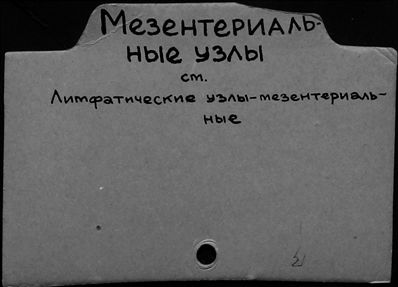 Мезентериаль-
ные узлы
см.
Лимфатические узлы-мезентериаль-
ные